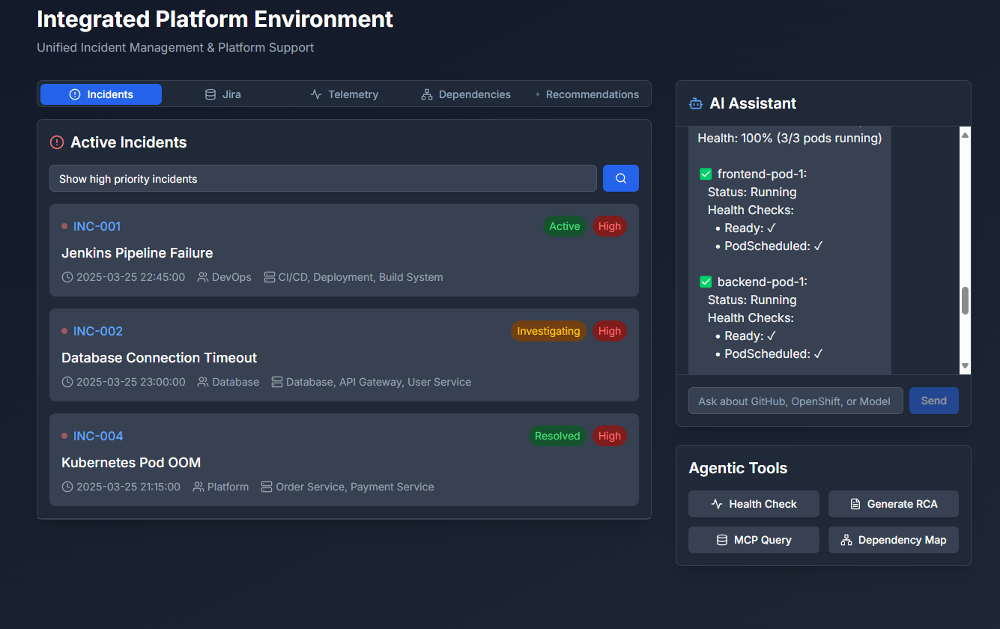 Integrated Platform Environment
Unified Incident Management & Platform Support
Incidents
Jira
Telemetry
Dependencies
Recommendations
Active Incidents
Show high priority incidents
INC-001
Active
High
Jenkins Pipeline Failure
2025-03-25 22:45:00
DevOps
CI/CD, Deployment, Build System
INC-002
Investigating
High
Database Connection Timeout
2025-03-25 23:00:00
Database
Database, API Gateway, User Service
INC-004
Resolved
High
Kubernetes Pod OOM
2025-03-25 21:15:00
Platform
Order Service, Payment Service
AI Assistant
Health: 100% (3/3 pods running)
✅ frontend-pod-1:
Status: Running
Health Checks:
• Ready: ✓
• PodScheduled: ✓
✅ backend-pod-1:
Status: Running
Health Checks:
• Ready: ✓
• PodScheduled: ✓
Ask about GitHub, OpenShift, or Model
Send
Agentic Tools
Health Check
Generate RCA
MCP Query
Dependency Map